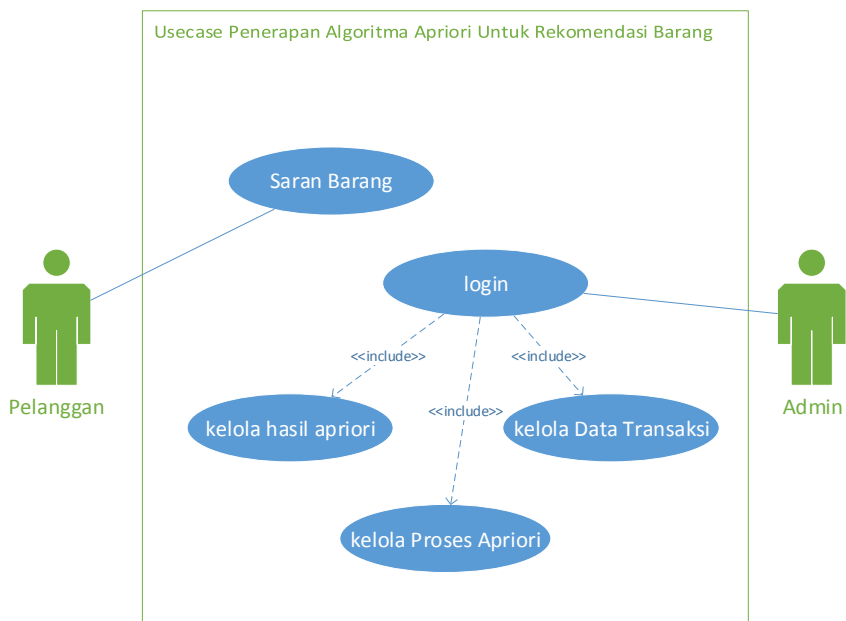 Usecase Penerapan Algoritma Apriori Untuk Rekomendasi Barang
Saran Barang
login
<<include>>
<<include>>
<<include>>
Pelanggan
Admin
kelola hasil apriori
kelola Data Transaksi
kelola Proses Apriori